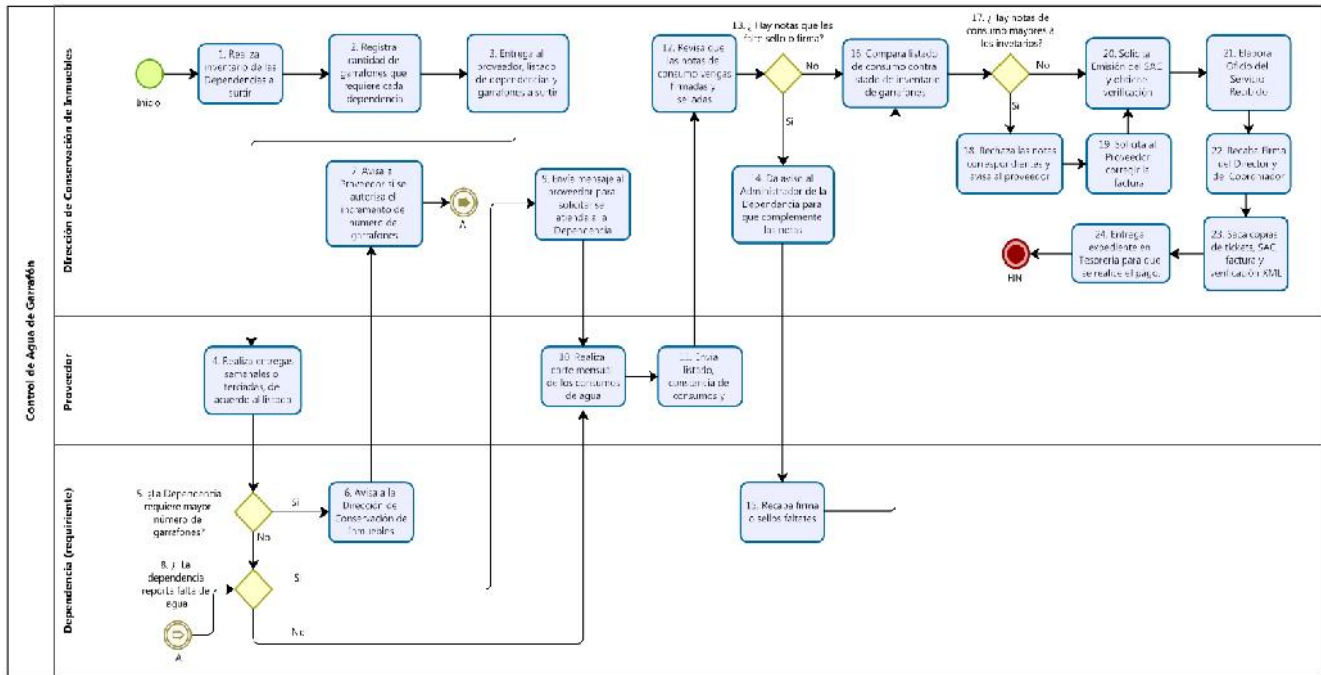 Control de Agua de Garrafón
Dirección de Conservación de Inmuebles
Inicio
1. Realiza
inventario de las
Dependencias a
surtir
2. Registra
cantidad de
garrafones que
requiere cada
dependencia
3. Entrega al
proveedor, listado
de dependencias y
garrafones a surtir
7. Avisa a
Proveedor si se
autoriza el
incremento de
número de
garrafones
A
9. Envía mensaje al
proveedor para
solicitar se
atienda a la
Dependencia
12. Revisa que
las notas de
consumo vengas
firmadas y
selladas
13. ¿Hay notas que les
falte sello o firma?
No
Si
14. Da aviso al
Administrador de la
Dependencia para
que complemente
las notas
16. Compara listado
de consumo contra
listado de inventario
de garrafones
17. ¿Hay notas de
consumo mayores a
los invetarios?
No
Si
18. Rechaza las notas
correspondientes y
avisa al proveedor
19. Solicita al
Proveedor
corregir la
factura
20. Solicita
Emisión del SAC
y obtiene
verificación
21. Elabora
Oficio del
Servicio
Recibido
22. Recaba Firma
del Director y
del Coordinador
23. Saca copias
de tickets, SAC,
factura y
verificación XML
24. Entrega
expediente en
Tesorería para que
se realice el pago.
FIN
Proveedor
4. Realiza entregas
semanales o
terciadas, de
acuerdo al listado
10. Realiza
corte mensual
de los consumos
de agua
11. Envía
listado,
constancia de
consumos y
Dependencia (requiriente)
5. ¿La Dependencia
requiere mayor
número de
garrafones?
Si
No
6. Avisa a la
Dirección de
Conservación de
Inmuebles
8. ¿La
dependencia
reporta falta de
agua
Si
No
A
15. Recaba firma
o sellos faltates